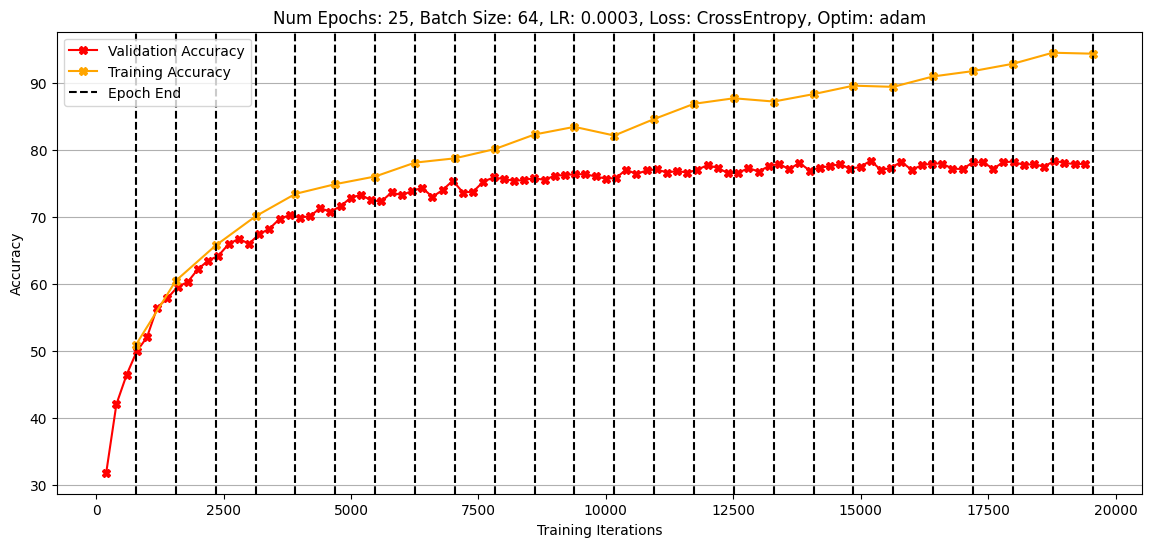 Num Epochs: 25, Batch Size: 64, LR: 0.0003, Loss: CrossEntropy, Optim: adam
Validation Accuracy
Training Accuracy
Epoch End
Accuracy
90
80
70
60
50
40
30
0 2500 5000 7500 10000 12500 15000 17500 20000
Training Iterations